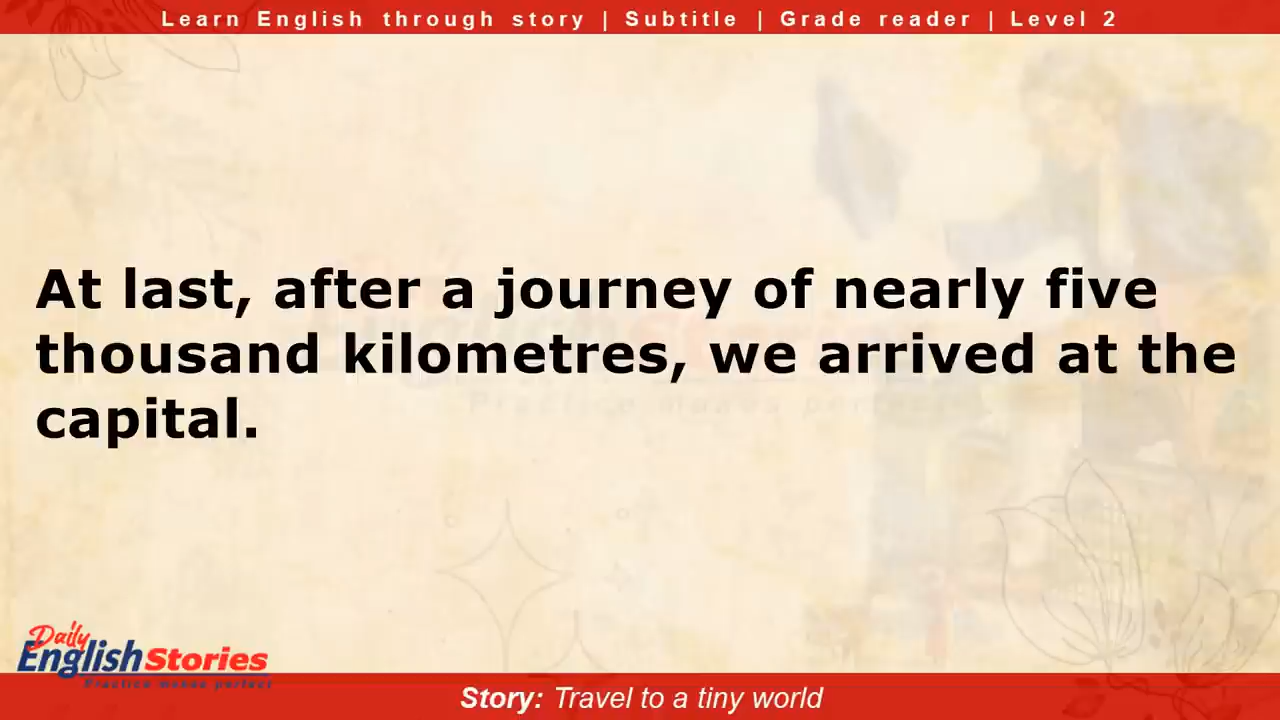 Learn English through story | Subtitle | Grade reader | Level 2
At last, after a journey of nearly five
thousand kilometres, we arrived at the
capital.
Daily
English Stories
Practice makes perfect
Story: Travel to a tiny world